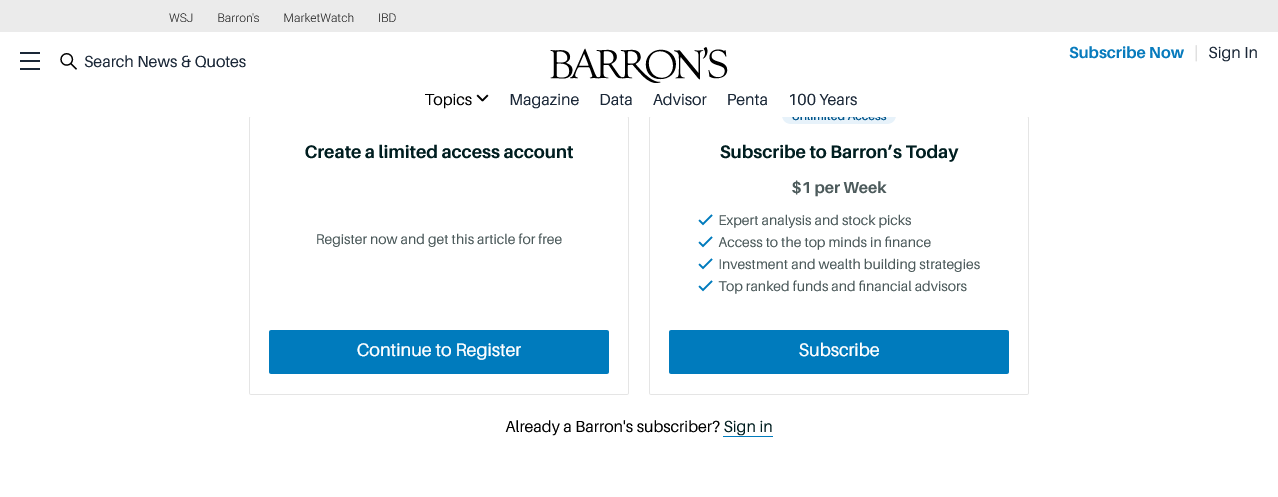 WSJ Barron's MarketWatch IBD
Search News & Quotes
BARRON'S
Subscribe Now Sign In
Topics Magazine Data Advisor Penta 100 Years
Create a limited access account
Register now and get this article for free
Continue to Register
Unlimited Access
Subscribe to Barron’s Today
$1 per Week
Expert analysis and stock picks
Access to the top minds in finance
Investment and wealth building strategies
Top ranked funds and financial advisors
Subscribe
Already a Barron's subscriber? Sign in